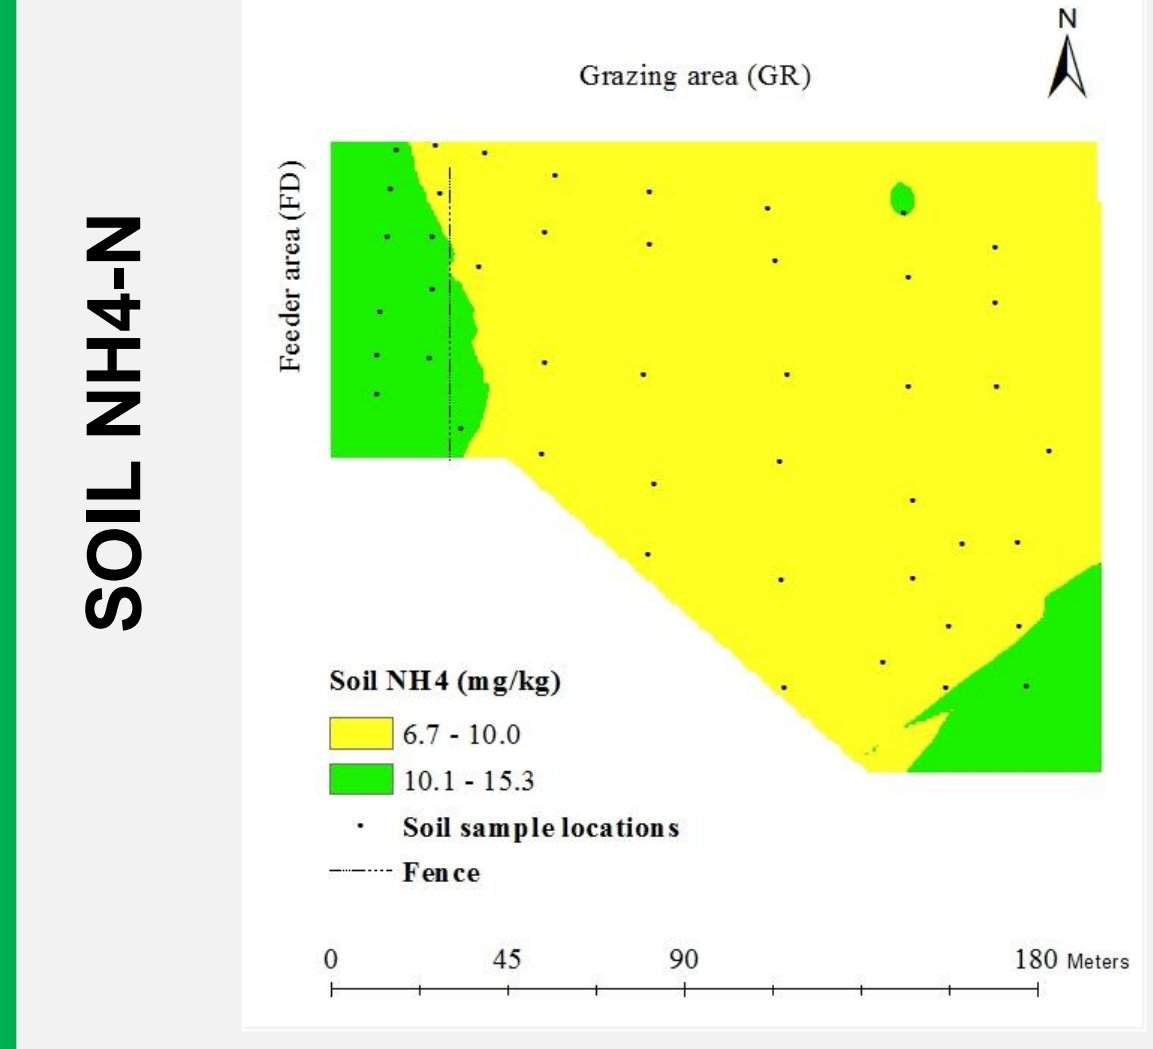 SOIL NH4-N
N
Grazing area (GR)
Feeder area (FD)
Soil NH4 (mg/kg)
6.7 - 10.0
10.1 - 15.3
Soil sample locations
Fence
0 45 90 180 Meters